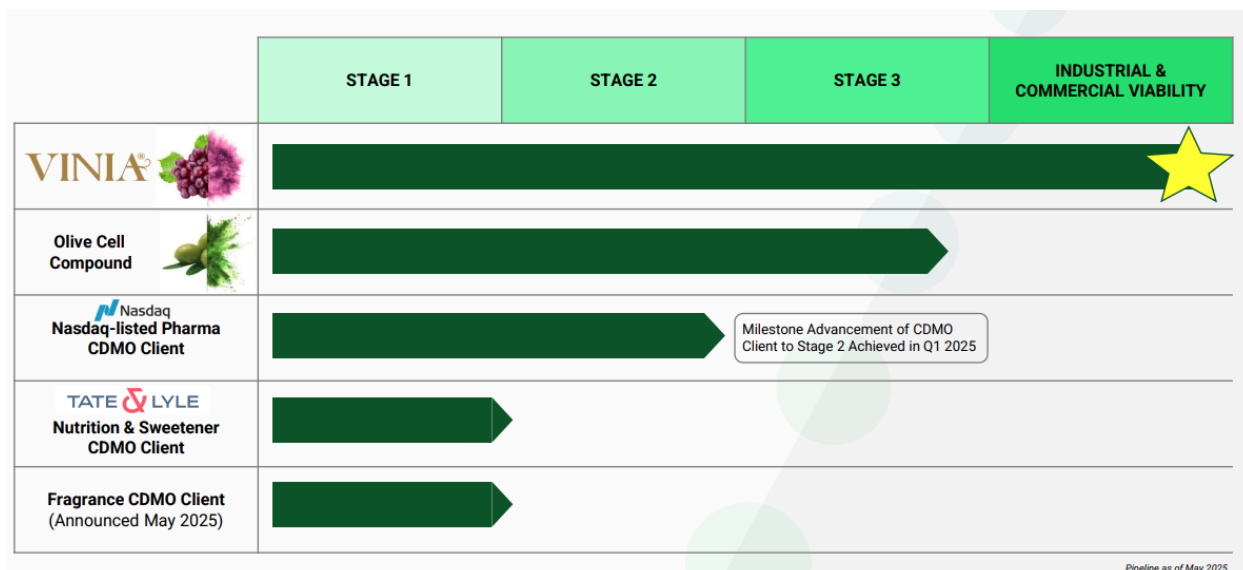 STAGE 1
STAGE 2
STAGE 3
INDUSTRIAL &
COMMERCIAL VIABILITY
VINIA®
Olive Cell
Compound
Nasdaq
Nasdaq-listed Pharma
CDMO Client
Milestone Advancement of CDMO
Client to Stage 2 Achieved in Q1 2025
TATE & LYLE
Nutrition & Sweetener
CDMO Client
Fragrance CDMO Client
(Announced May 2025)
Pipeline as of May 2025